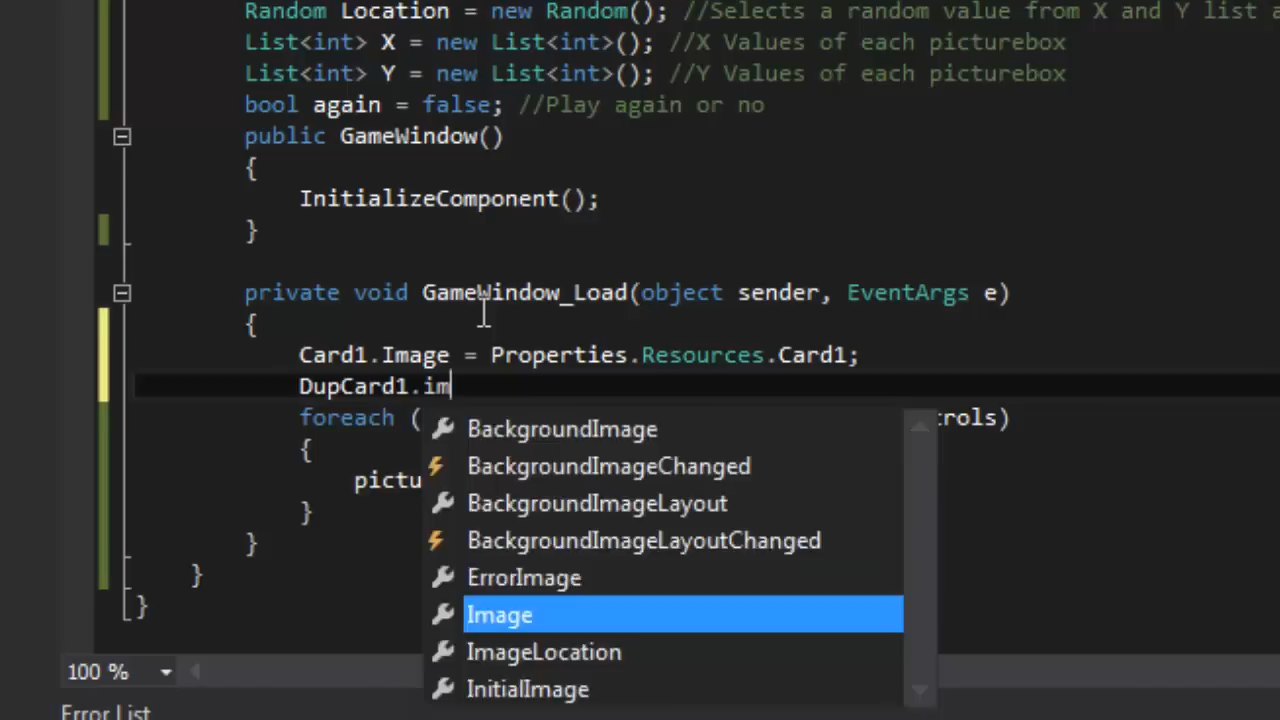 Random Location = new Random(); //Selects a random value from X and Y list
List<int> X = new List<int>(); //X Values of each picturebox
List<int> Y = new List<int>(); //Y Values of each picturebox
bool again = false; //Play again or no
public GameWindow()
{
InitializeComponent();
}
private void GameWindow_Load(object sender, EventArgs e)
{
Card1.Image = Properties.Resources.Card1;
DupCard1.im
foreach ( trols)
BackgroundImage
BackgroundImageChanged
{
BackgroundImageLayout
pictu
BackgroundImageLayoutChanged
}
ErrorImage
}
Image
}
ImageLocation
}
InitialImage
100 %
Error List